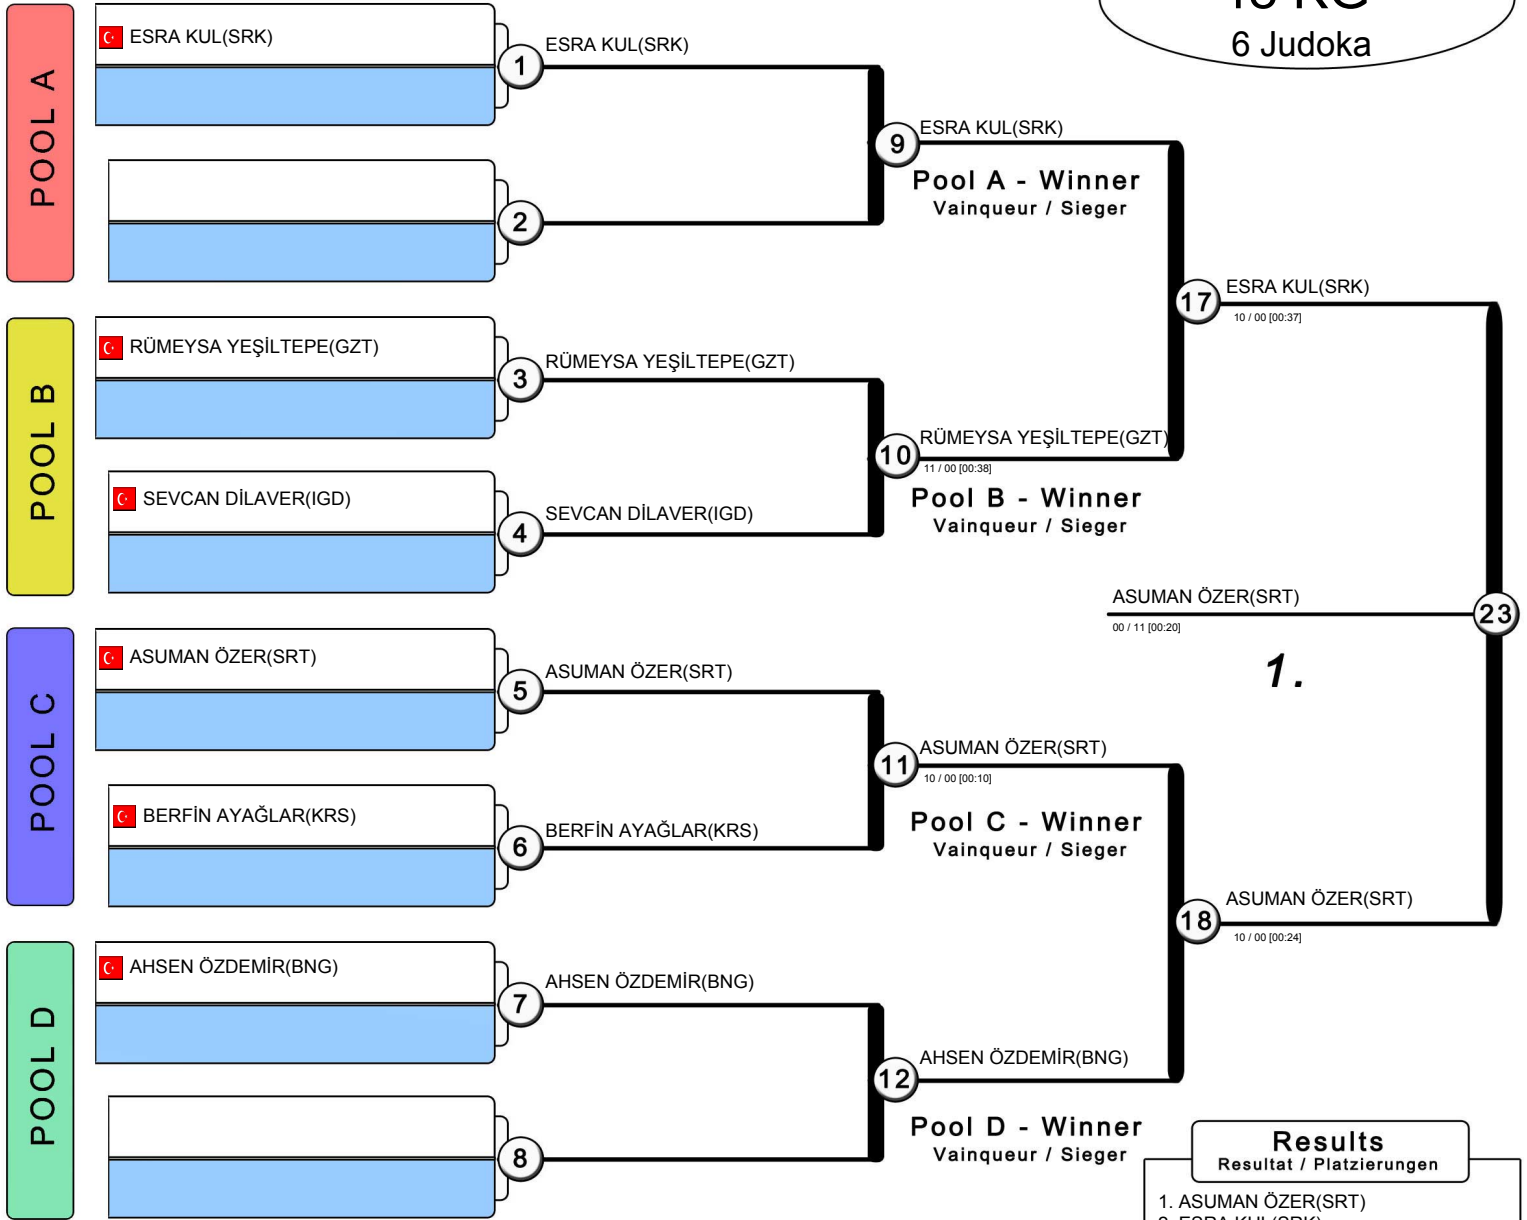 6 Judoka
POOL A
ESRA KUL(SRK)
1
ESRA KUL(SRK)
2
9
ESRA KUL(SRK)
Pool A - Winner
Vainqueur / Sieger
POOL B
RÜMEYSA YEŞİLTEPE(GZT)
3
RÜMEYSA YEŞİLTEPE(GZT)
SEVCAN DİLAVER(IGD)
4
SEVCAN DİLAVER(IGD)
10
RÜMEYSA YEŞİLTEPE(GZT)
11 / 00 [00:38]
Pool B - Winner
Vainqueur / Sieger
17
ESRA KUL(SRK)
10 / 00 [00:37]
POOL C
ASUMAN ÖZER(SRT)
5
ASUMAN ÖZER(SRT)
BERFİN AYAĞLAR(KRS)
6
BERFİN AYAĞLAR(KRS)
11
ASUMAN ÖZER(SRT)
10 / 00 [00:10]
Pool C - Winner
Vainqueur / Sieger
POOL D
AHSEN ÖZDEMİR(BNG)
7
AHSEN ÖZDEMİR(BNG)
8
12
AHSEN ÖZDEMİR(BNG)
Pool D - Winner
Vainqueur / Sieger
18
ASUMAN ÖZER(SRT)
10 / 00 [00:24]
23
ASUMAN ÖZER(SRT)
00 / 11 [00:20]
1.
Results
Resultat / Platzierungen
1. ASUMAN ÖZER(SRT)
2. ESRA KUL(SRK)